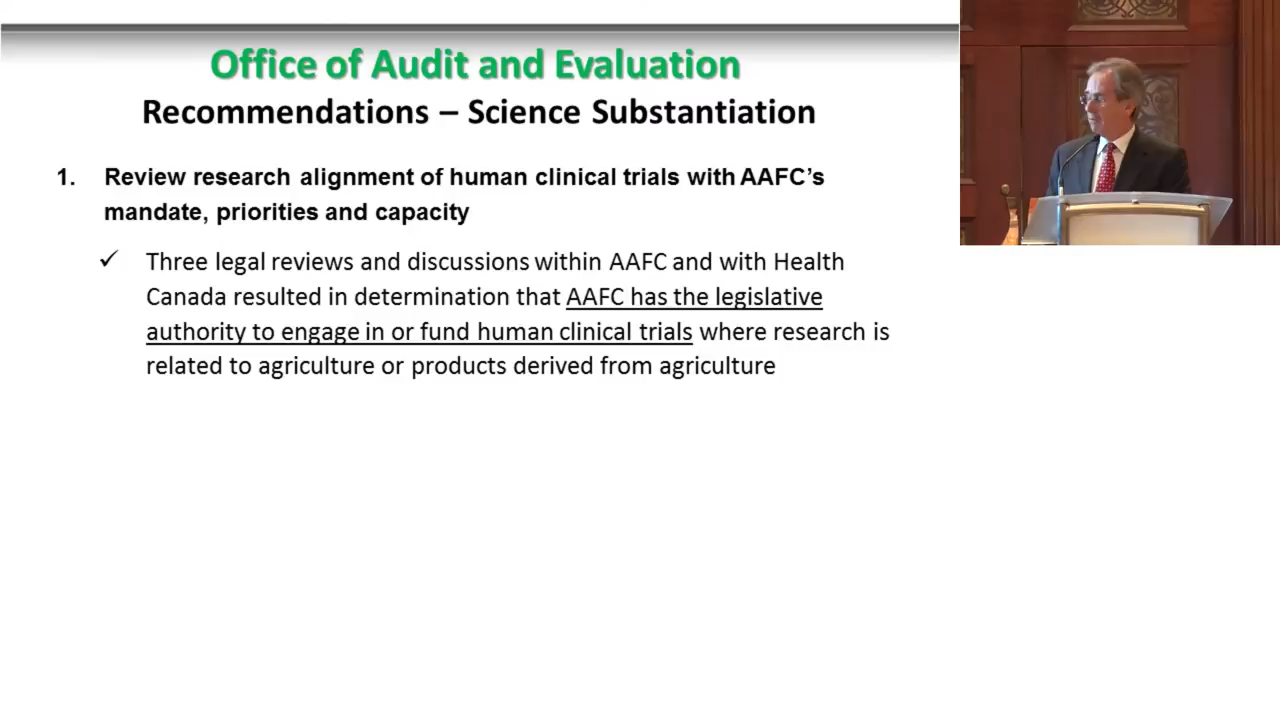 Office of Audit and Evaluation
Recommendations – Science Substantiation
1. Review research alignment of human clinical trials with AAFC’s
mandate, priorities and capacity
✓ Three legal reviews and discussions within AAFC and with Health
Canada resulted in determination that AAFC has the legislative
authority to engage in or fund human clinical trials where research is
related to agriculture or products derived from agriculture